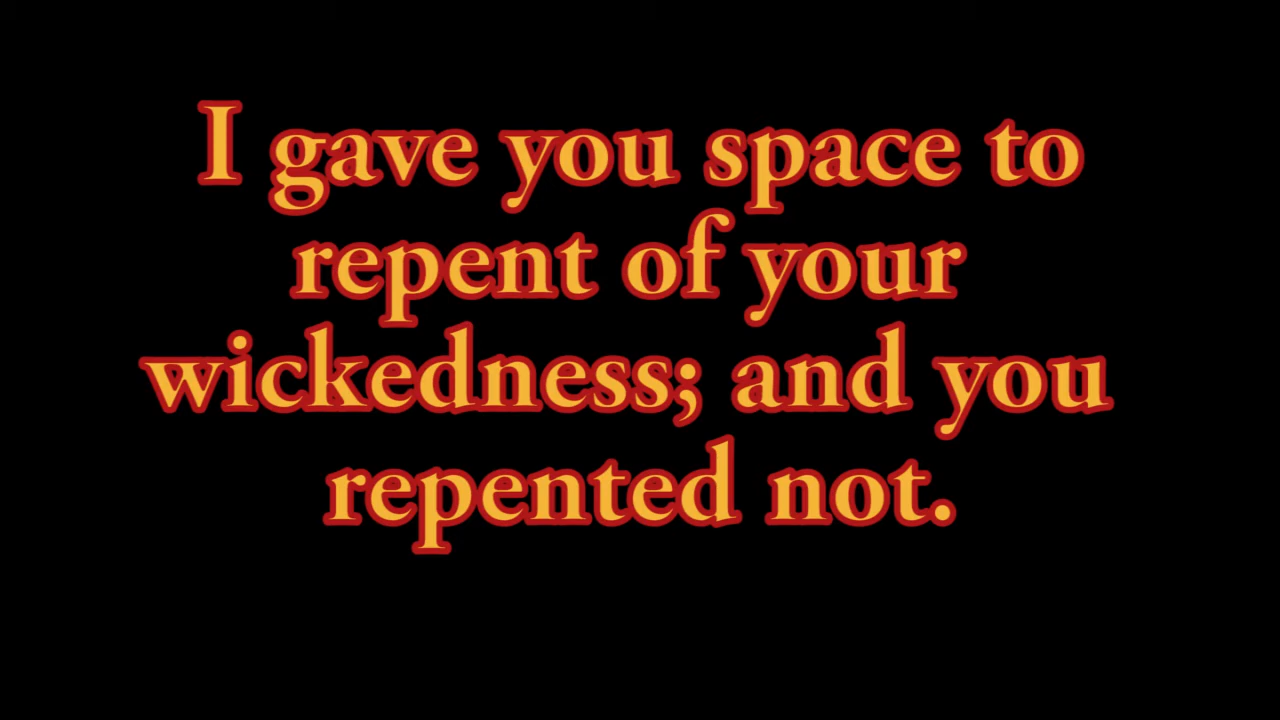 I gave you space to
repent of your
wickedness; and you
repented not.